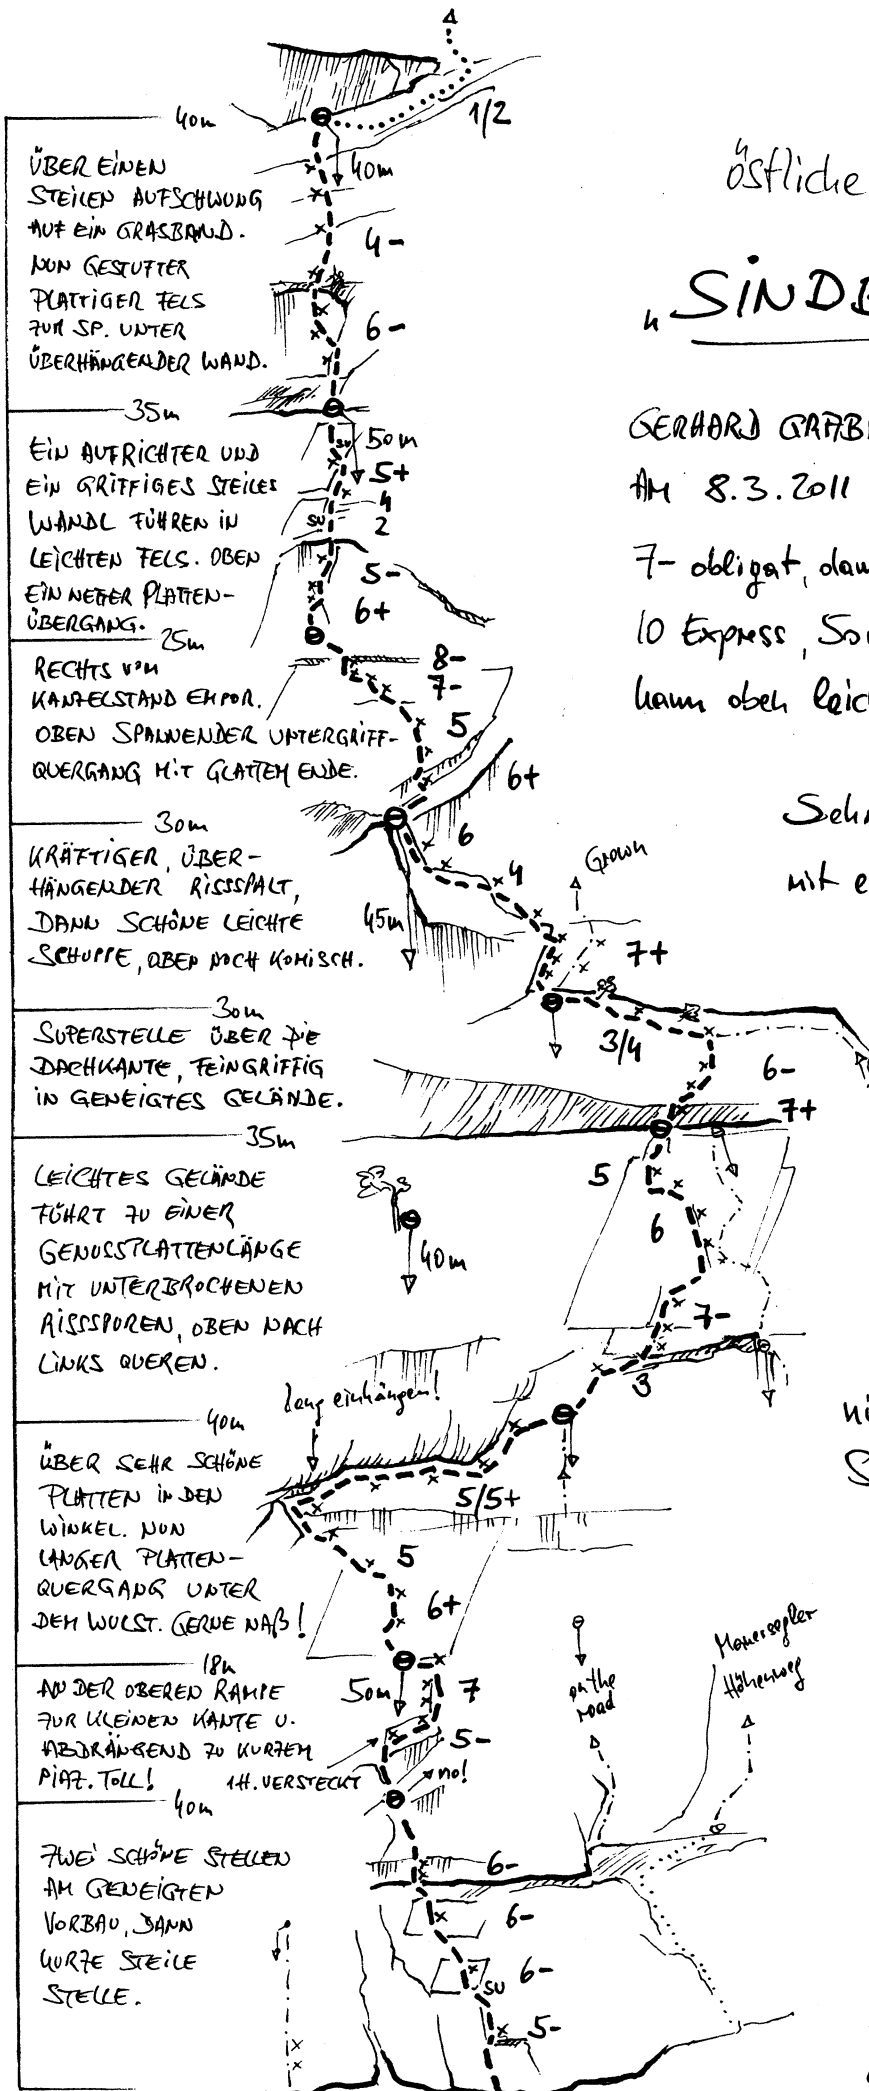 1/2
40m
40m
ÜBER EINEN
STEILEN AUFSCHWUNG
AUF EIN GRASBAND.
NUN GESTUFTER
PLATTIGER FELS
ZUM SP. UNTER
ÜBERHÄNGENDER WAND.
4-
6-
östliche
"SINDB
GERHARD GRAB
AM 8.3.2011
7- obligat, dan
10 Express, 50m
kann oben leic
35m
50m
SU
5+
4
SU
2
EIN AUFRICHTER UND
EIN GRIFFIGES STEILES
WANDL FÜHREN IN
LEICHTEN FELS. OBEN
EIN NETTER PLATTEN-
ÜBERGANG.
5-
6+
25m
8-
7-
5
RECHTS VOM
KANZELSTAND EMPOR.
OBEN SPANNENDER UNTERGRIFF-
QUERGANG MIT GLATTEM ENDE.
6+
30m
6
4
Sehr
mit e
KRÄFTIGER, ÜBER-
HÄNGENDER RISSSPALT,
DANN SCHÖNE LEICHTE
SCHUPPE, OBEN NOCH KOMISCH.
45m
Grown
7+
30m
3/4
SUPERSTELLE ÜBER DIE
DACHKANTE, FEINGRIFFIG
IN GENEIGTES GELÄNDE.
6-
7+
35m
5
6
LEICHTES GELÄNDE
FÜHRT ZU EINER
GENUSSPLATTENLÄNGE
MIT UNTERBROCHENEN
RISSSPUREN, OBEN NACH
LINKS QUEREN.
40m
7-
3
lang einhängen!
40m
5/5+
ÜBER SEHR SCHÖNE
PLATTEN IN DEN
WINKEL. NUN
LANGER PLATTEN-
QUERGANG UNTER
DEM WULST. GERNE NAß!
5
6+
18m
50m
7
5-
AN DER OBEREN RAMPE
ZUR KLEINEN KANTE U.
ABDRÄNGEND ZU KURZEM
PIAZ. TOLL!
1H. VERSTECKT
no!
on the
road
Mauersegler
Höhenweg
40m
6-
6-
6-
SU
5-
ZWEI SCHÖNE STELLEN
AM GENEIGTEN
VORBAU, DANN
KURZE STEILE
STELLE.